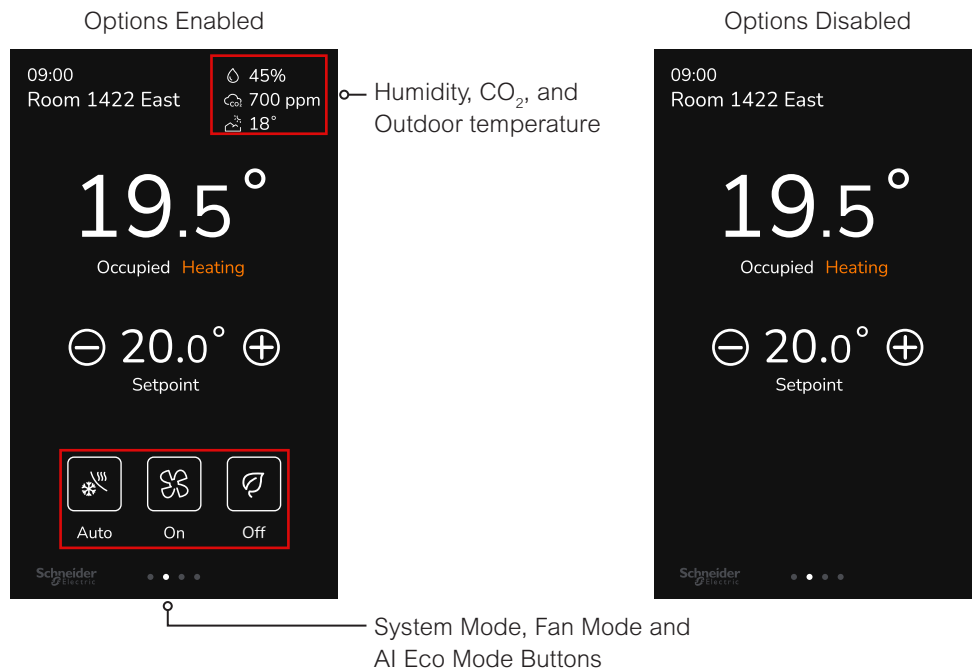 Options Enabled
Options Disabled
09:00
Room 1422 East
45%
CO2 700 ppm
18°
Humidity, CO2, and
Outdoor temperature
19.5°
Occupied Heating
20.0°
Setpoint
Auto On Off
Schneider
Electric
System Mode, Fan Mode and
AI Eco Mode Buttons
09:00
Room 1422 East
19.5°
Occupied Heating
20.0°
Setpoint
Schneider
Electric